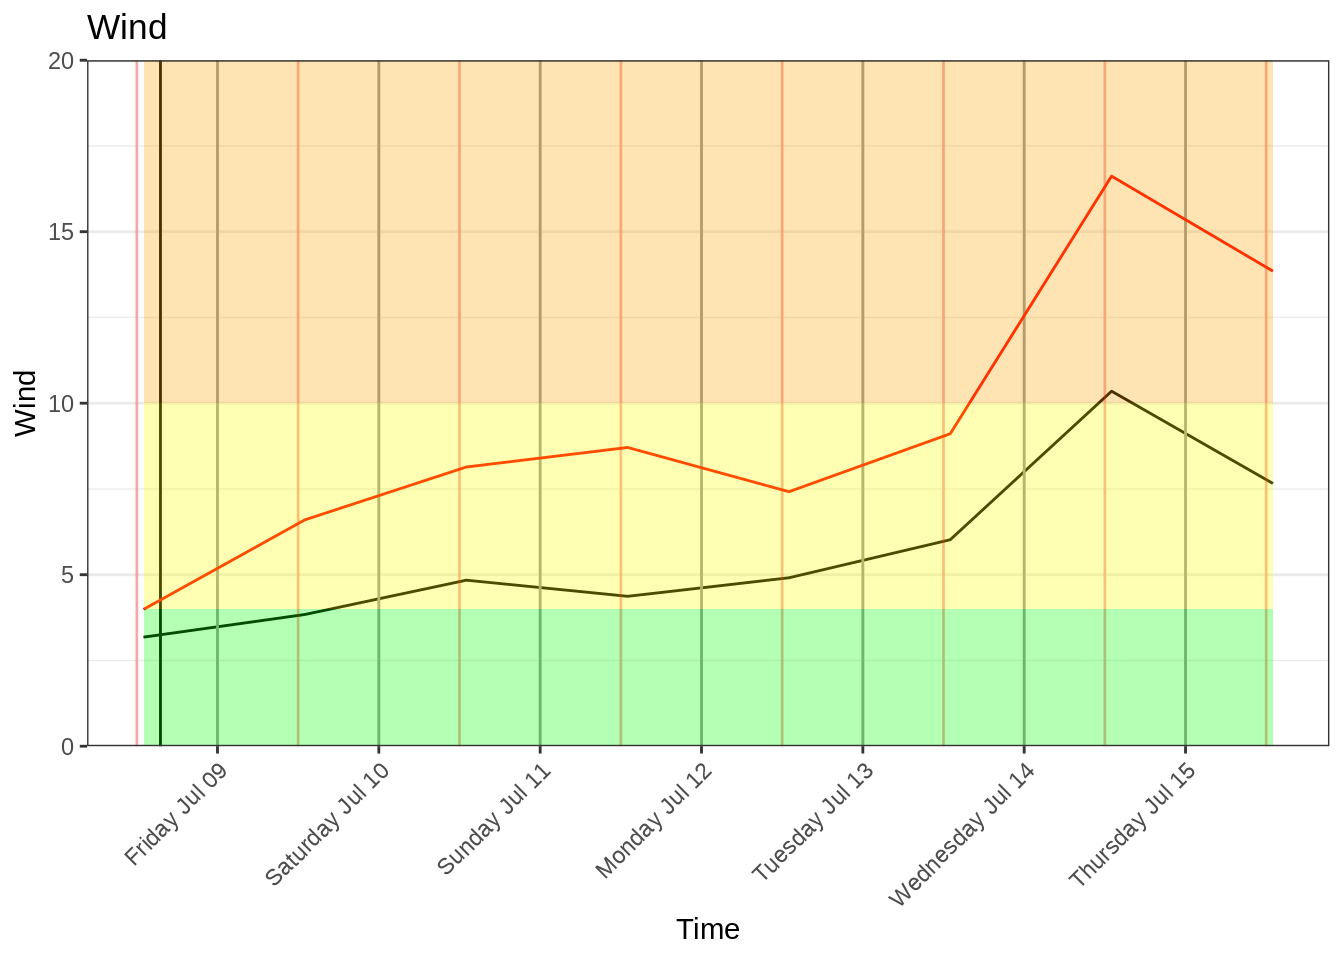 Wind
20
15
10
5
0
Wind
Friday Jul 09
Saturday Jul 10
Sunday Jul 11
Monday Jul 12
Tuesday Jul 13
Wednesday Jul 14
Thursday Jul 15
Time